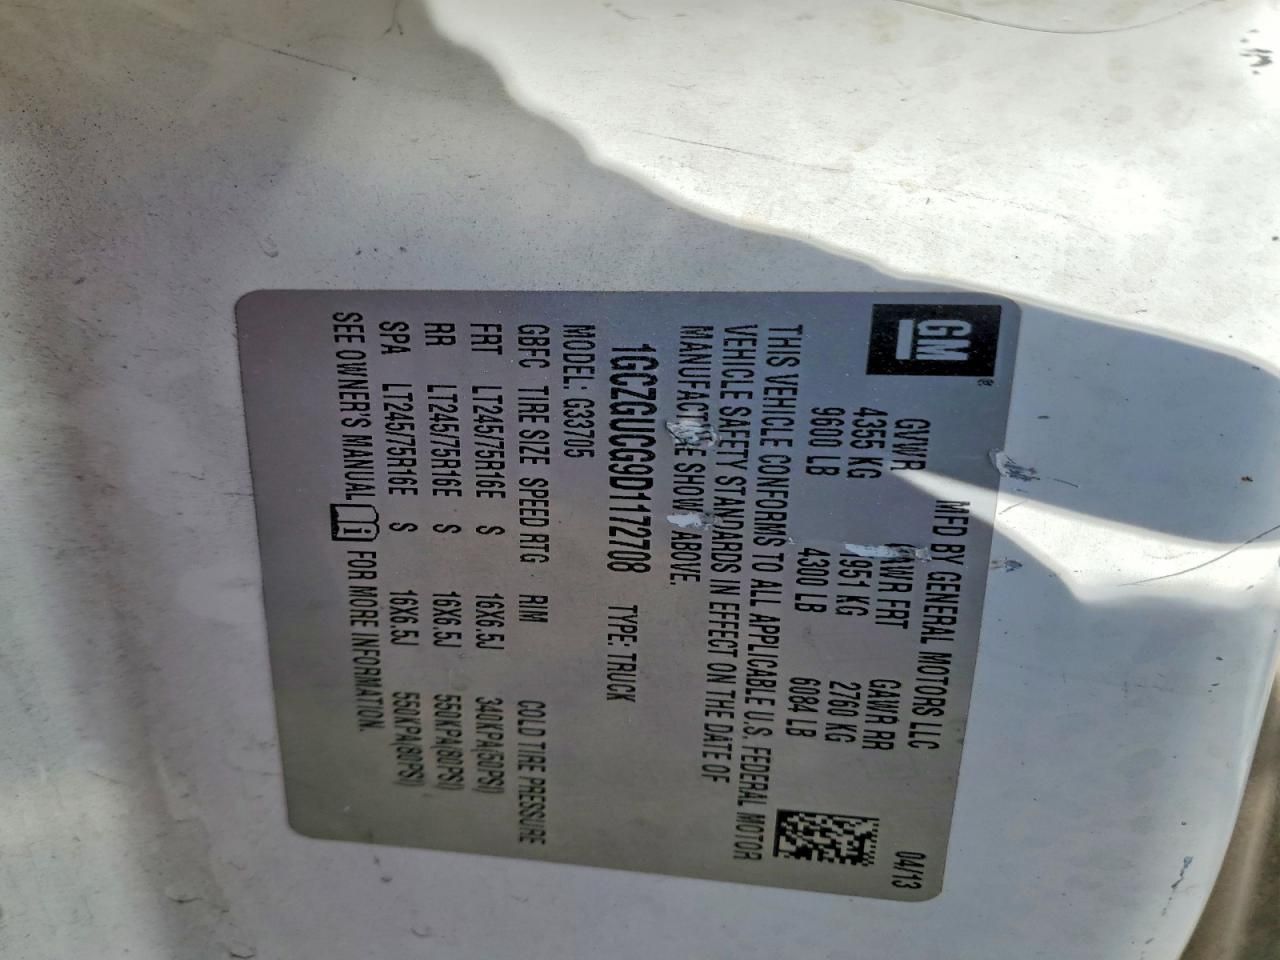 GM
MFD BY GENERAL MOTORS LLC 04/13
GVWR GAWR FRT GAWR RR
4355 KG 1951 KG 2760 KG
9600 LB 4300 LB 6084 LB
THIS VEHICLE CONFORMS TO ALL APPLICABLE U.S. FEDERAL MOTOR
VEHICLE SAFETY STANDARDS IN EFFECT ON THE DATE OF
MANUFACTURE SHOWN ABOVE.
1GCZGUCG9D1172708 TYPE: TRUCK
MODEL: G33705
GBFC TIRE SIZE SPEED RTG RIM COLD TIRE PRESSURE
FRT LT245/75R16E S 16X6.5J 340KPA(50PSI)
RR LT245/75R16E S 16X6.5J 550KPA(80PSI)
SPA LT245/75R16E S 16X6.5J 550KPA(80PSI)
SEE OWNER'S MANUAL FOR MORE INFORMATION.